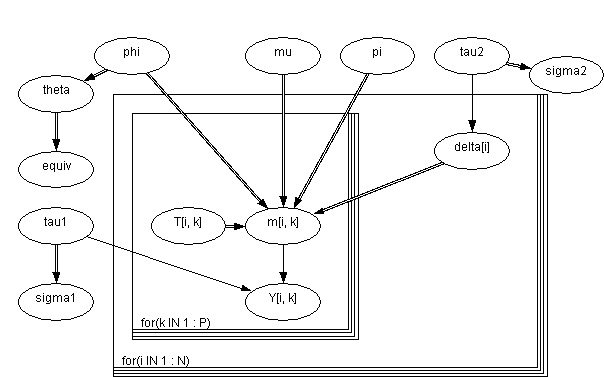 phi
mu
pi
tau2
sigma2
theta
delta[i]
equiv
tau1
T[i, k]
m[i, k]
sigma1
Y[i, k]
for(k IN 1 : P)
for(i IN 1 : N)